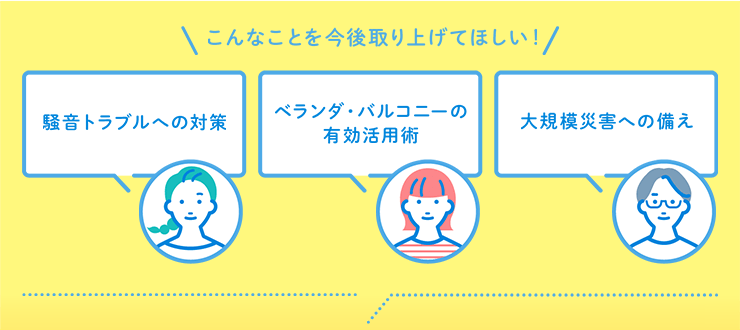 こんなことを今後取り上げてほしい！
騒音トラブルへの対策
ベランダ・バルコニーの
有効活用術
大規模災害への備え